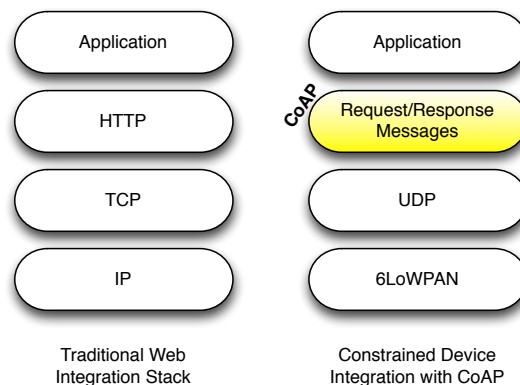 Application
HTTP
TCP
IP
Traditional Web
Integration Stack
Application
CoAP
Request/Response
Messages
UDP
6LoWPAN
Constrained Device
Integration with CoAP